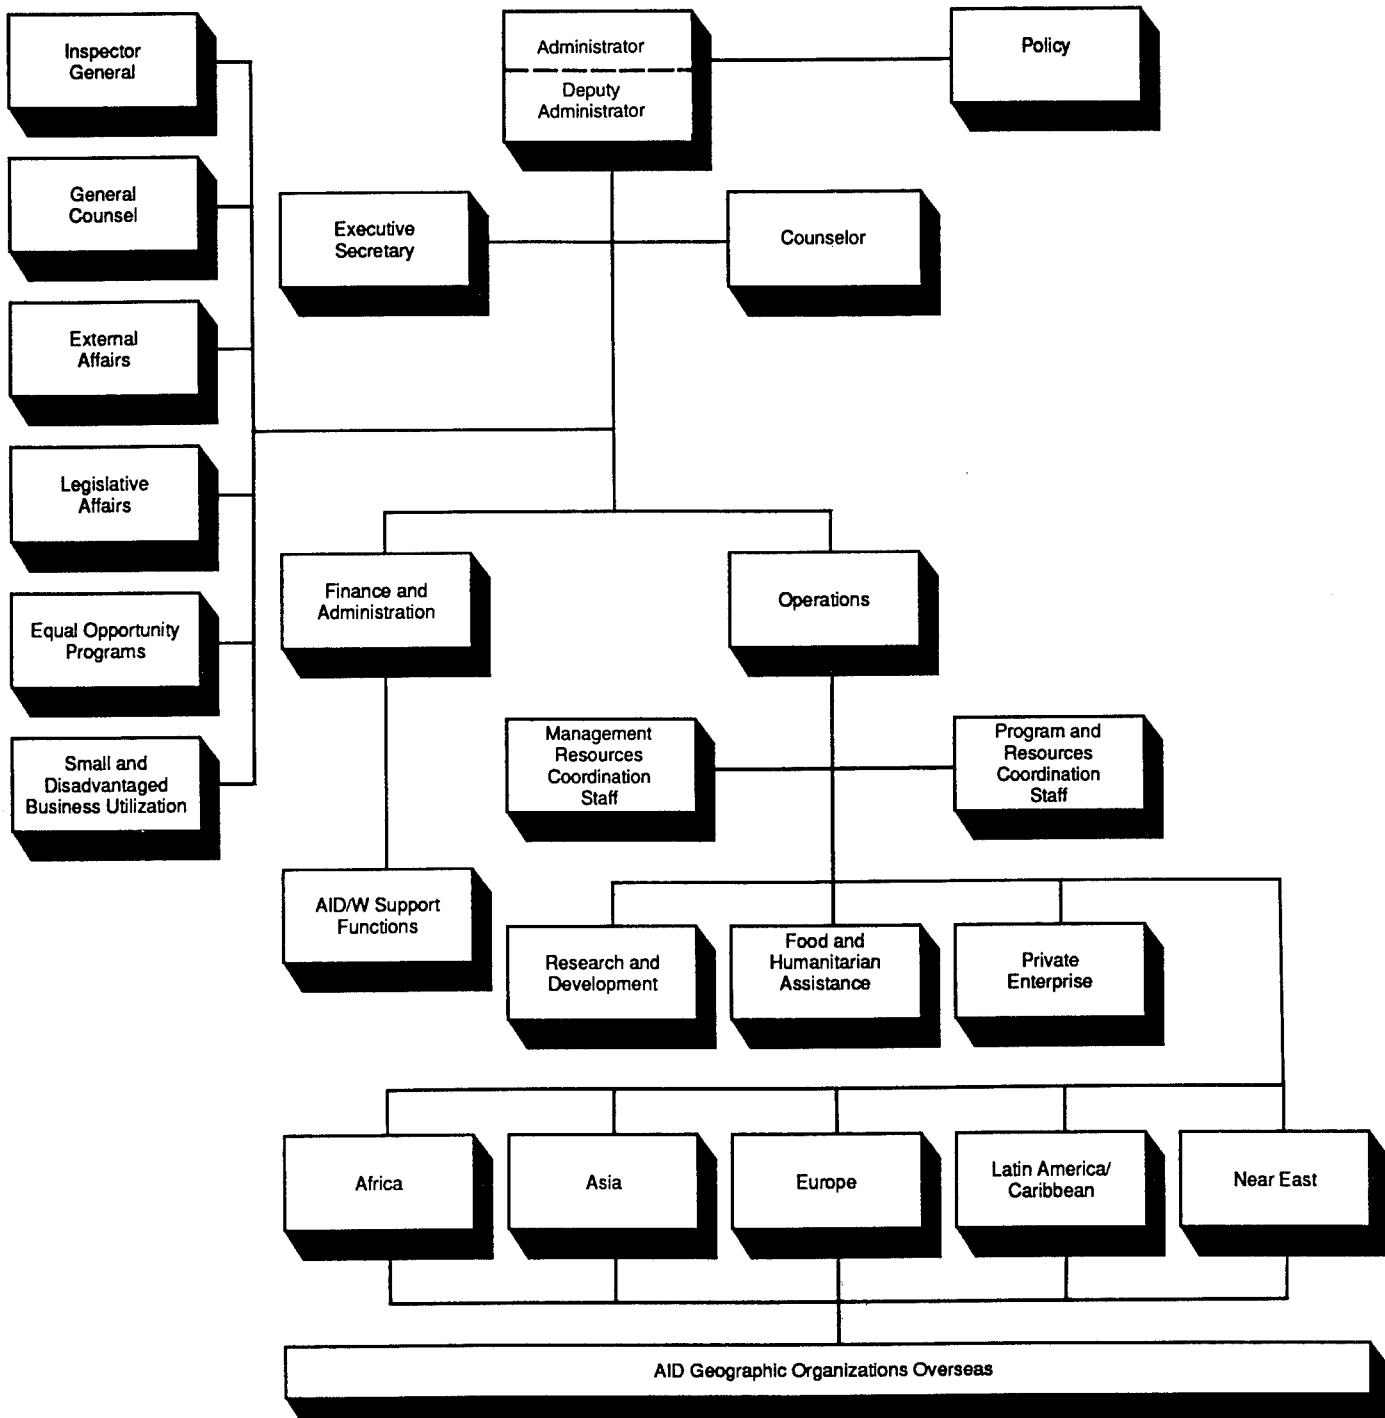 Inspector
General
Administrator
Deputy
Administrator
Policy
General
Counsel
Executive
Secretary
Counselor
External
Affairs
Legislative
Affairs
Finance and
Administration
Operations
Equal Opportunity
Programs
Small and
Disadvantaged
Business Utilization
Management
Resources
Coordination
Staff
Program and
Resources
Coordination
Staff
AID/W Support
Functions
Research and
Development
Food and
Humanitarian
Assistance
Private
Enterprise
Africa
Asia
Europe
Latin America/
Caribbean
Near East
AID Geographic Organizations Overseas